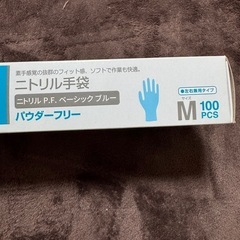 素手感覚の抜群のフィット感、ソフトで作業も快適。
ニトリル手袋
ニトリル P.F. ベーシック ブルー
パウダーフリー
●左右兼用タイプ
サイズ
M 100
PCS